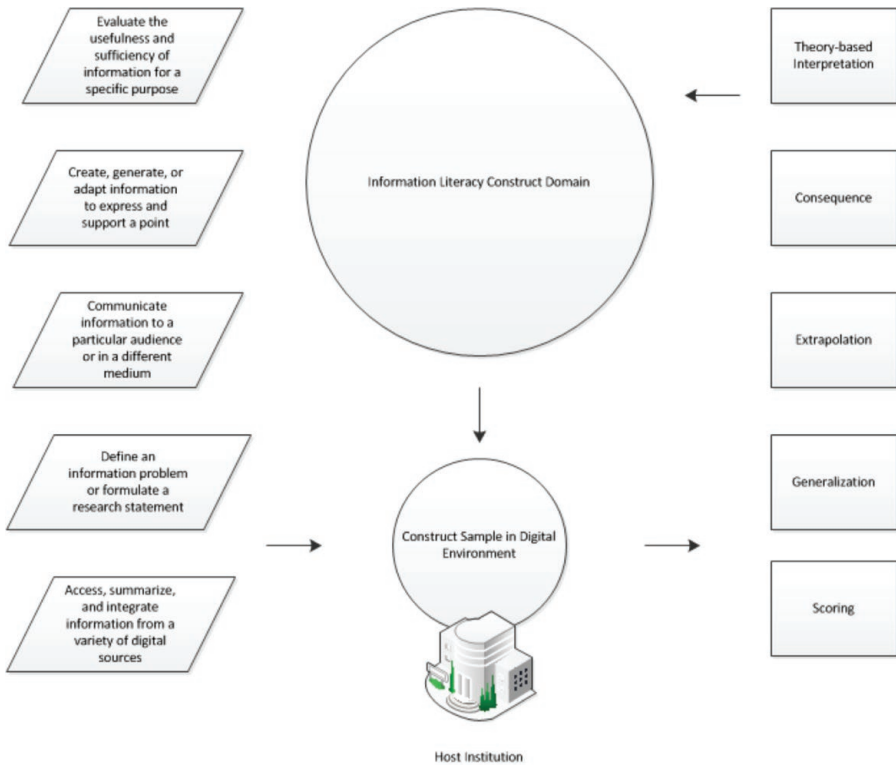 Evaluate the
usefulness and
sufficiency of
information for a
specific purpose
Create, generate, or
adapt information
to express and
support a point
Communicate
information to a
particular audience
or in a different
medium
Define an
information problem
or formulate a
research statement
Access, summarize,
and integrate
information from a
variety of digital
sources
Information Literacy Construct Domain
Construct Sample in Digital
Environment
Host Institution
Theory-based
Interpretation
Consequence
Extrapolation
Generalization
Scoring